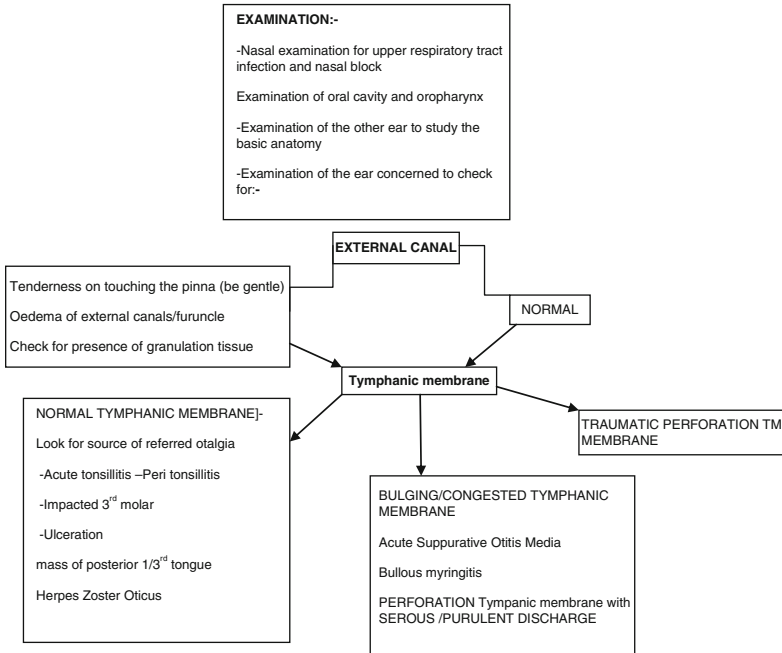 EXAMINATION:-
-Nasal examination for upper respiratory tract
infection and nasal block
Examination of oral cavity and oropharynx
-Examination of the other ear to study the
basic anatomy
-Examination of the ear concerned to check
for:-
EXTERNAL CANAL
Tenderness on touching the pinna (be gentle)
Oedema of external canals/furuncle
Check for presence of granulation tissue
NORMAL
Tymphanic membrane
NORMAL TYMPHANIC MEMBRANE]-
Look for source of referred otalgia
-Acute tonsillitis –Peri tonsillitis
-Impacted 3rd molar
-Ulceration
mass of posterior 1/3rd tongue
Herpes Zoster Oticus
BULGING/CONGESTED TYMPHANIC
MEMBRANE
Acute Suppurative Otitis Media
Bullous myringitis
PERFORATION Tympanic membrane with
SEROUS /PURULENT DISCHARGE
TRAUMATIC PERFORATION TM
MEMBRANE